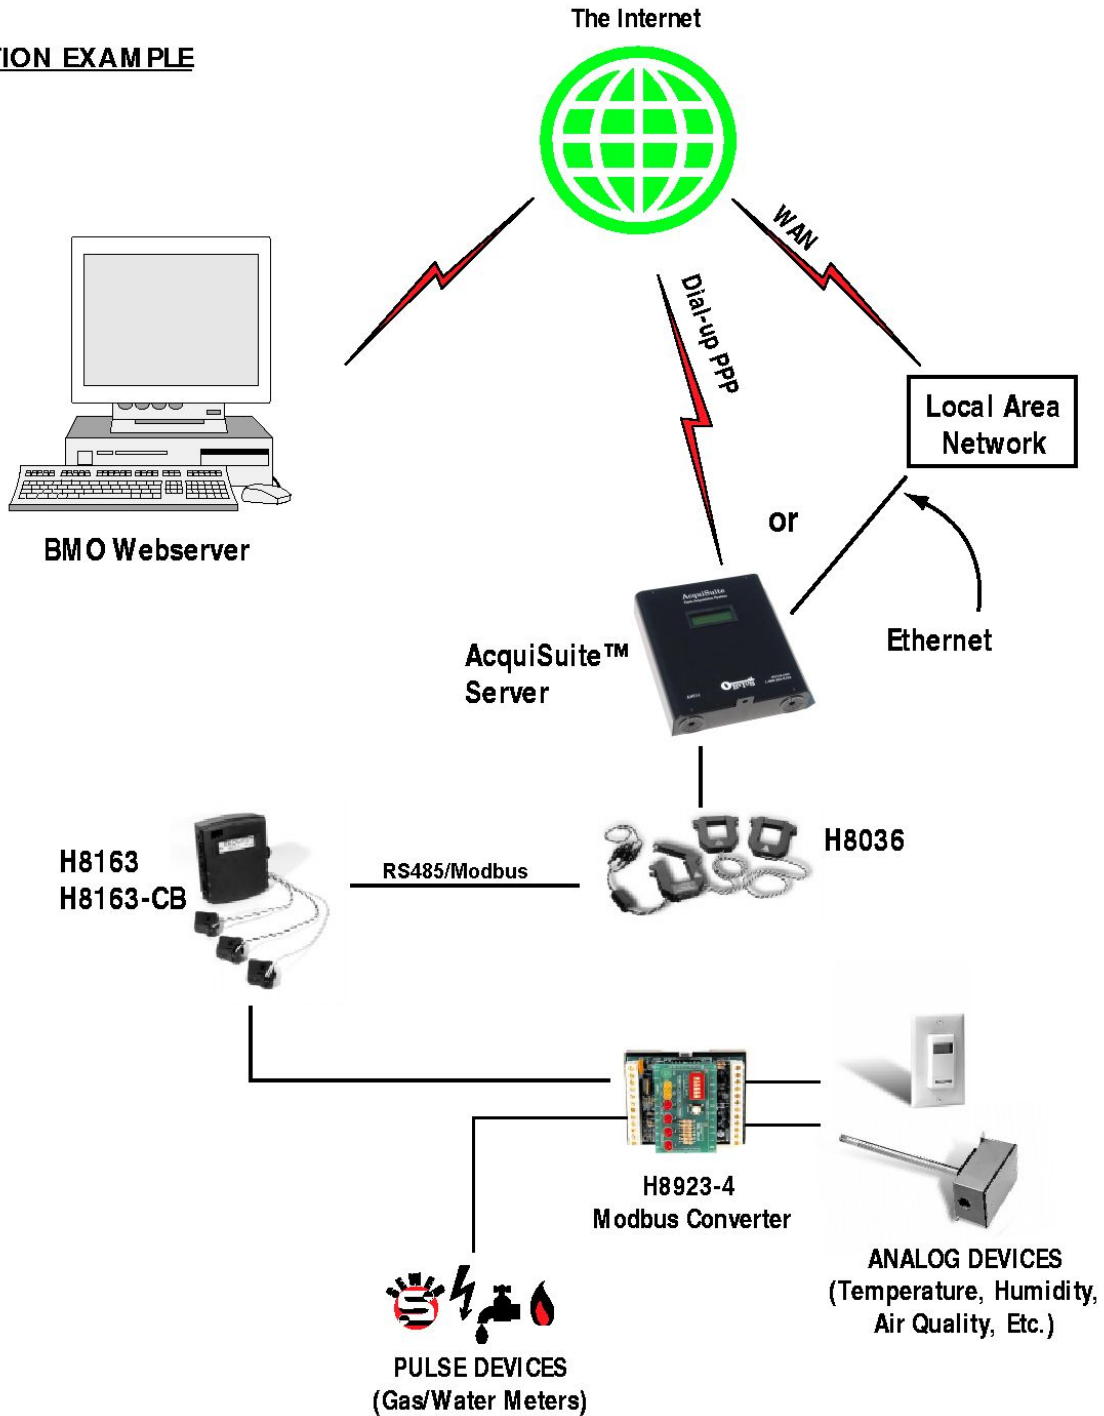 The Internet
TION EXAMPLE
WAN
Dial-up PPP
Local Area
Network
or
BMO Webserver
Ethernet
AcquiSuite™
Server
AcquiSuite
H8036
H8163
H8163-CB
RS485/Modbus
H8923-4
Modbus Converter
ANALOG DEVICES
(Temperature, Humidity,
Air Quality, Etc.)
PULSE DEVICES
(Gas/Water Meters)